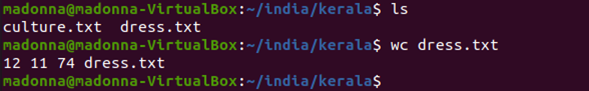 madonna@madonna-VirtualBox:~/india/kerala$ ls
culture.txt  dress.txt
madonna@madonna-VirtualBox:~/india/kerala$ wc dress.txt
12 11 74 dress.txt
madonna@madonna-VirtualBox:~/india/kerala$